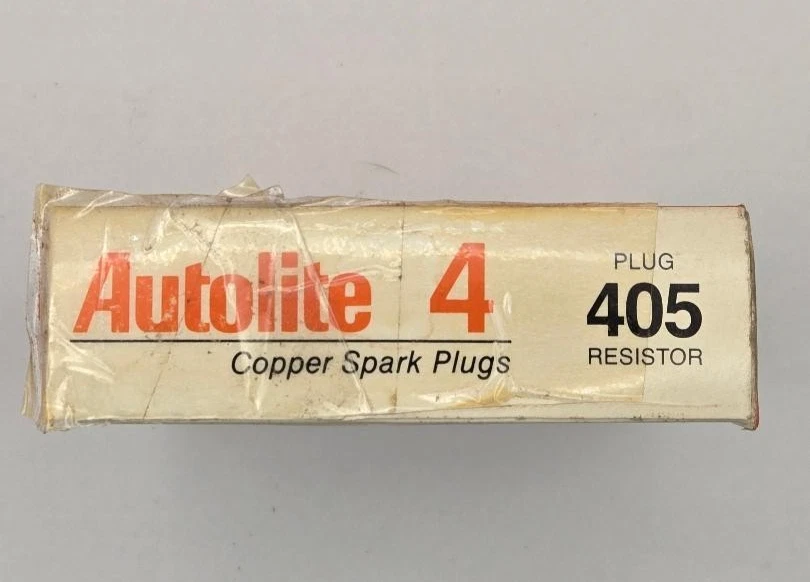 Autolite 4
Copper Spark Plugs
PLUG
405
RESISTOR